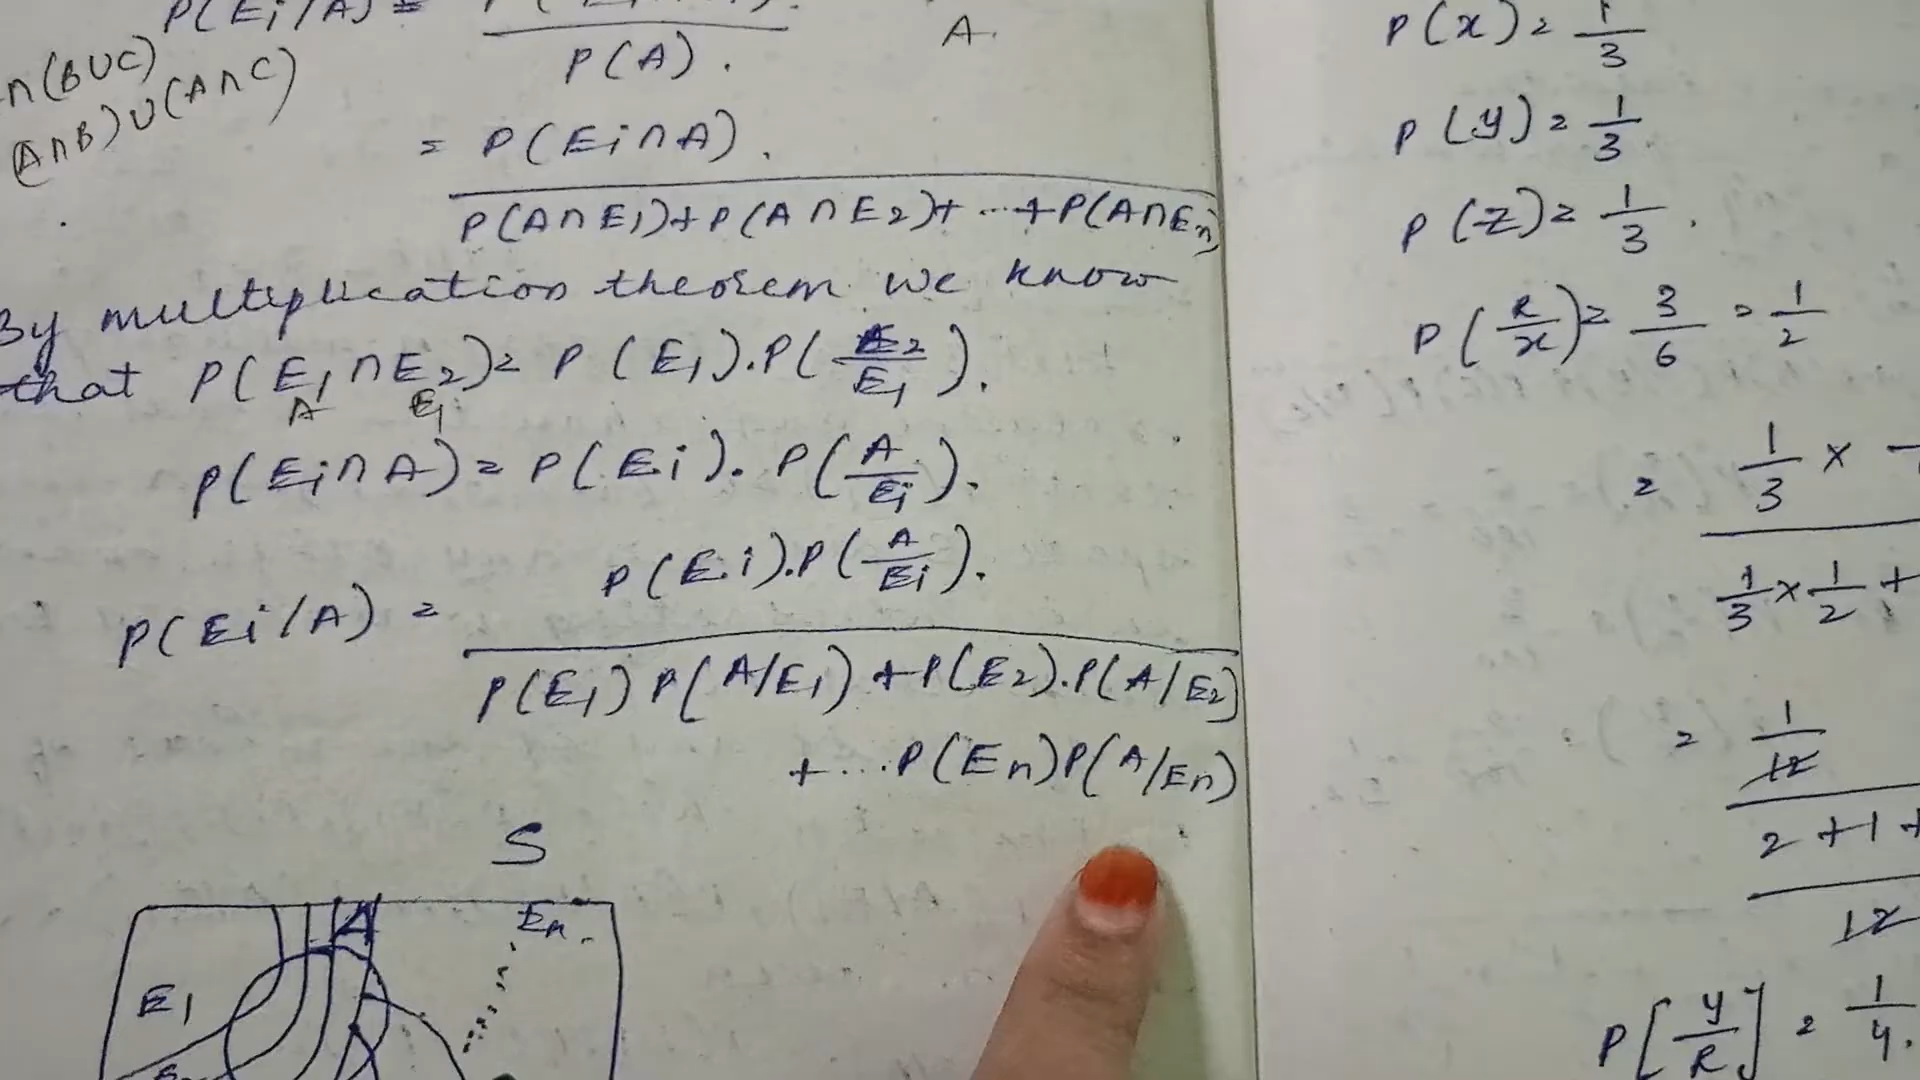 P(Ei/A) =
P(A).
A.
∩(B∪C)
(A∩B)∪(A∩C)
= P(Ei∩A).
P(A∩E1)+P(A∩E2)+ ...+P(A∩En)
By multiplication theorem we know
that P(E1∩E2)= P(E1).P(E2/E1).
A E1
P(Ei∩A)= P(Ei). P(A/Ei).
P(Ei/A) = P(Ei).P(A/Ei).
P(E1)P(A/E1)+P(E2).P(A/E2)
+...P(En)P(A/En)
S
A
En.
E1
P(x)= 1/3
P(y)= 1/3.
P(z)= 1/3.
P(R/x)= 3/6 = 1/2
= 1/3 ×
1/3 × 1/2 +
= 1/12
2+1+
12
P[y/R] = 1/4.